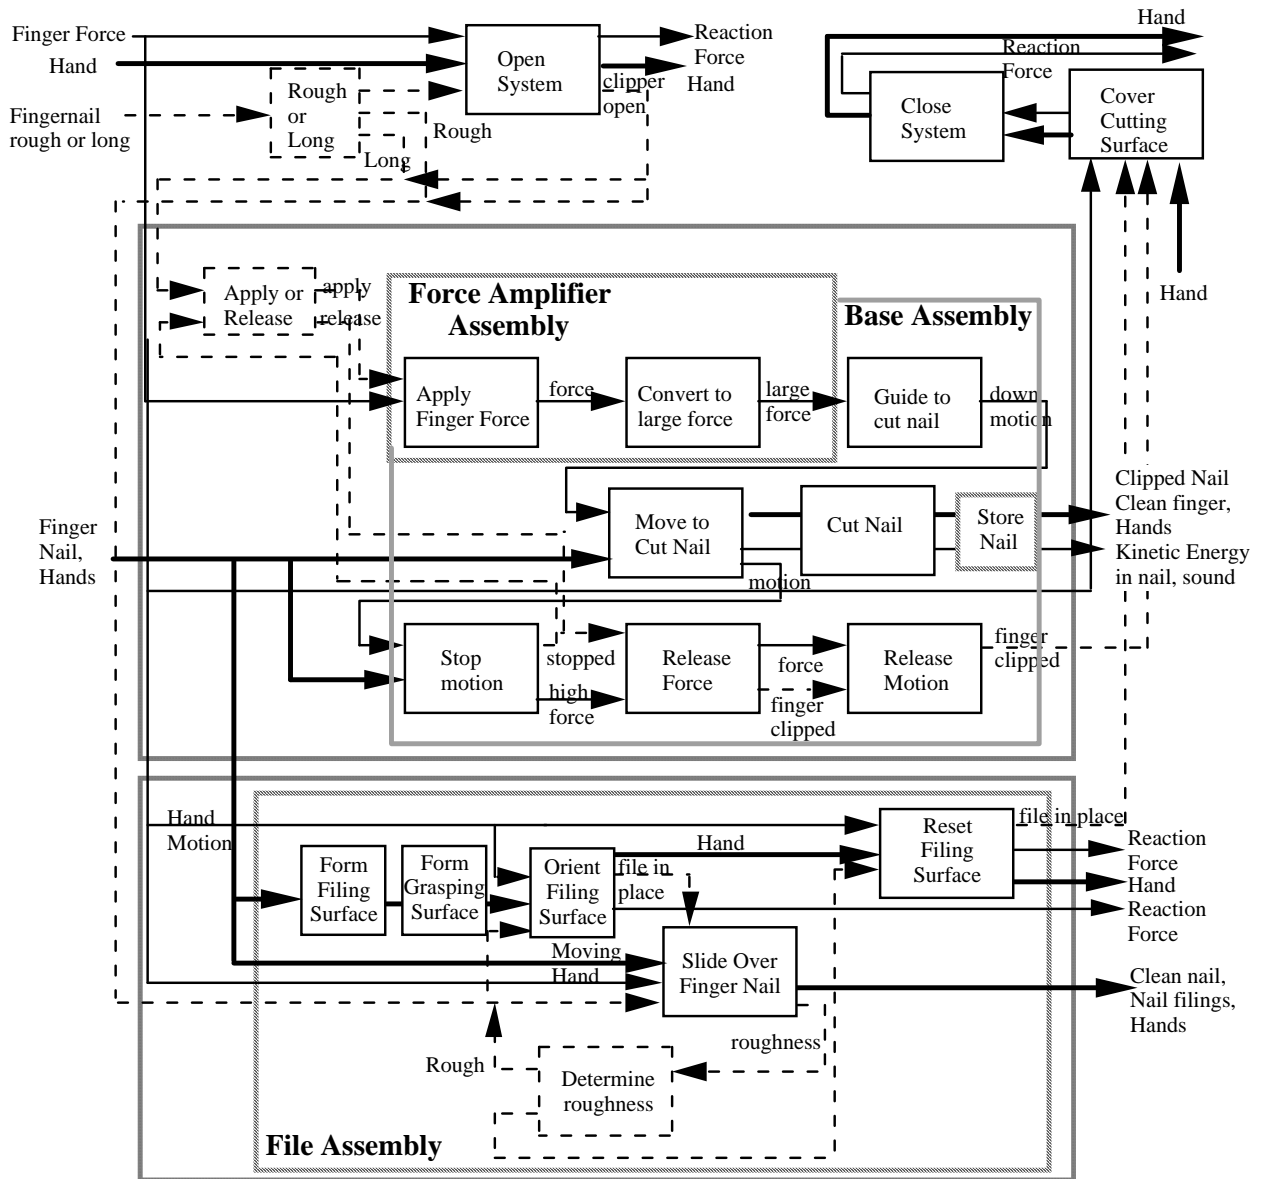 Finger Force
Hand
Fingernail
rough or long
Rough
or
Long
Rough
Long
Open
System
Reaction
Force
Hand
clipper
open
Hand
Reaction
Force
Close
System
Cover
Cutting
Surface
Hand
Apply or
Release
apply
release
Force Amplifier
Assembly
Base Assembly
Apply
Finger Force
force
Convert to
large force
large
force
Guide to
cut nail
down
motion
Finger
Nail,
Hands
Move to
Cut Nail
Cut Nail
Store
Nail
Clipped Nail
Clean finger,
Hands
Kinetic Energy
in nail, sound
motion
Stop
motion
stopped
high
force
Release
Force
force
finger
clipped
Release
Motion
finger
clipped
Hand
Motion
Form
Filing
Surface
Form
Grasping
Surface
Orient
Filing
Surface
file in
place
Hand
Reset
Filing
Surface
file in place
Reaction
Force
Hand
Reaction
Force
Moving
Hand
Slide Over
Finger Nail
Clean nail,
Nail filings,
Hands
roughness
Rough
Determine
roughness
File Assembly